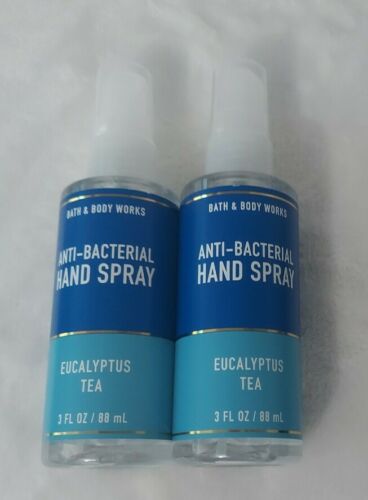 BATH & BODY WORKS
ANTI-BACTERIAL
HAND SPRAY
EUCALYPTUS
TEA
3 FL OZ / 88 mL
BATH & BODY WORKS
ANTI-BACTERIAL
HAND SPRAY
EUCALYPTUS
TEA
3 FL OZ / 88 mL